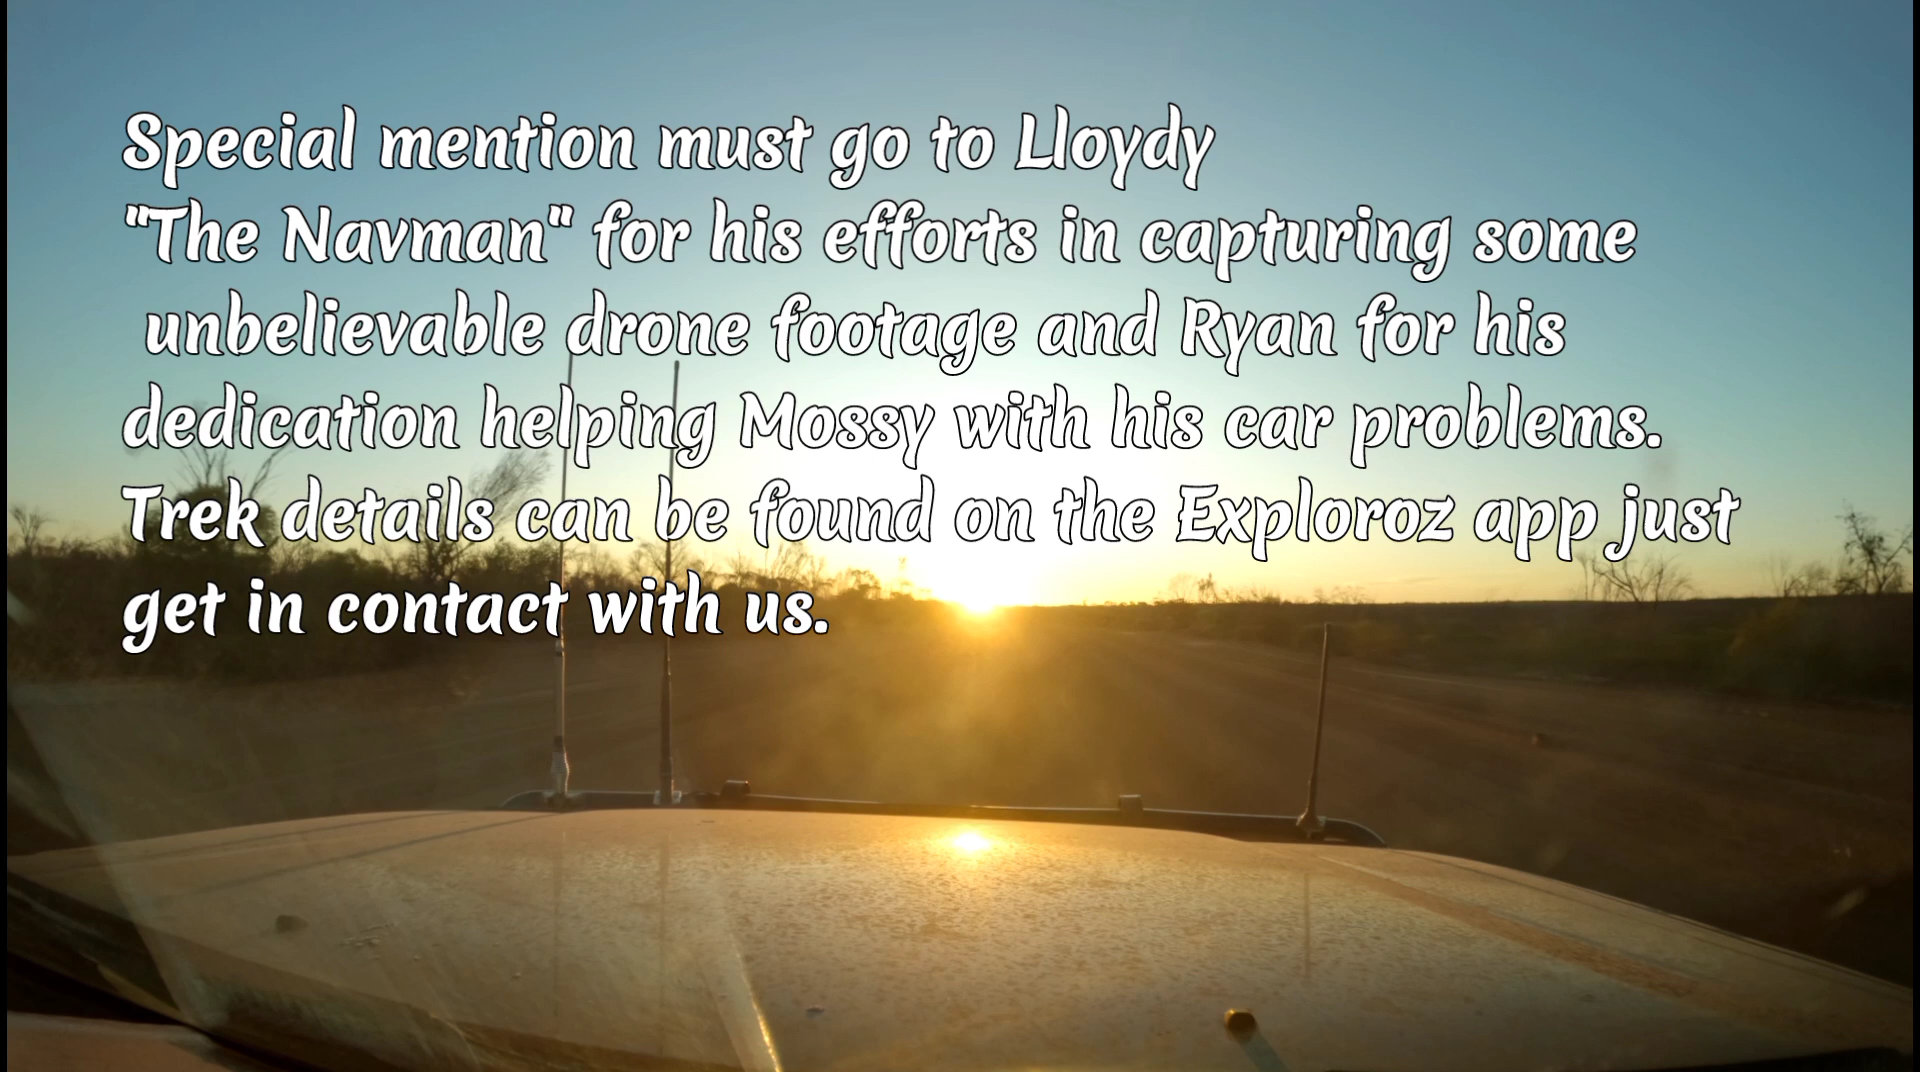 Special mention must go to Lloydy
"The Navman" for his efforts in capturing some
unbelievable drone footage and Ryan for his
dedication helping Mossy with his car problems.
Trek details can be found on the Exploroz app just
get in contact with us.